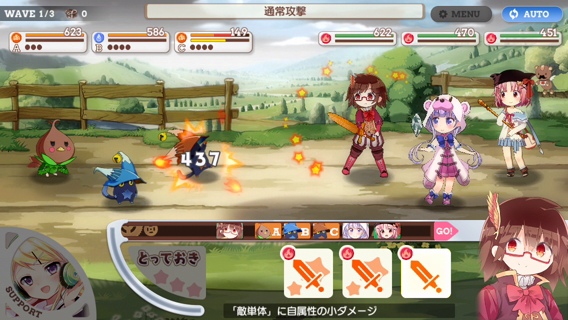 WAVE 1/3 0 通常攻撃 MENU AUTO
623 586 149 622 470 451
A B C
437
A B C GO!
とっておき
SUPPORT
「敵単体」に自属性の小ダメージ